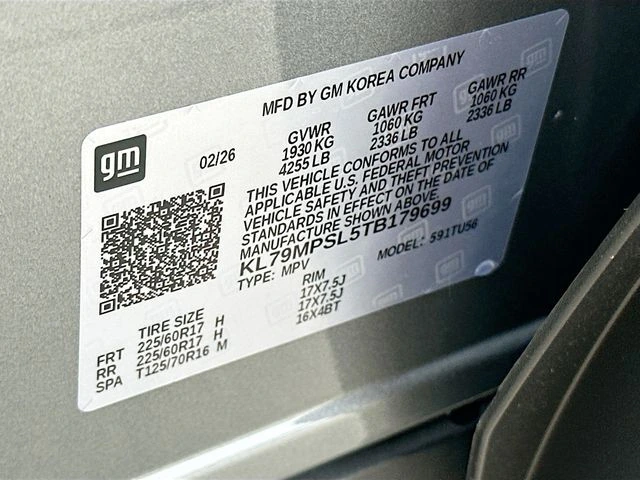 MFD BY GM KOREA COMPANY
gm
02/26
GVWR GAWR FRT GAWR RR
1930 KG 1060 KG 1060 KG
4255 LB 2336 LB 2336 LB
THIS VEHICLE CONFORMS TO ALL
APPLICABLE U.S. FEDERAL MOTOR
VEHICLE SAFETY AND THEFT PREVENTION
STANDARDS IN EFFECT ON THE DATE OF
MANUFACTURE SHOWN ABOVE
KL79MPSL5TB179699
TYPE: MPV MODEL: 591TU56
TIRE SIZE RIM
FRT 225/60R17 H 17X7.5J
RR 225/60R17 H 17X7.5J
SPA T125/70R16 M 16X4BT